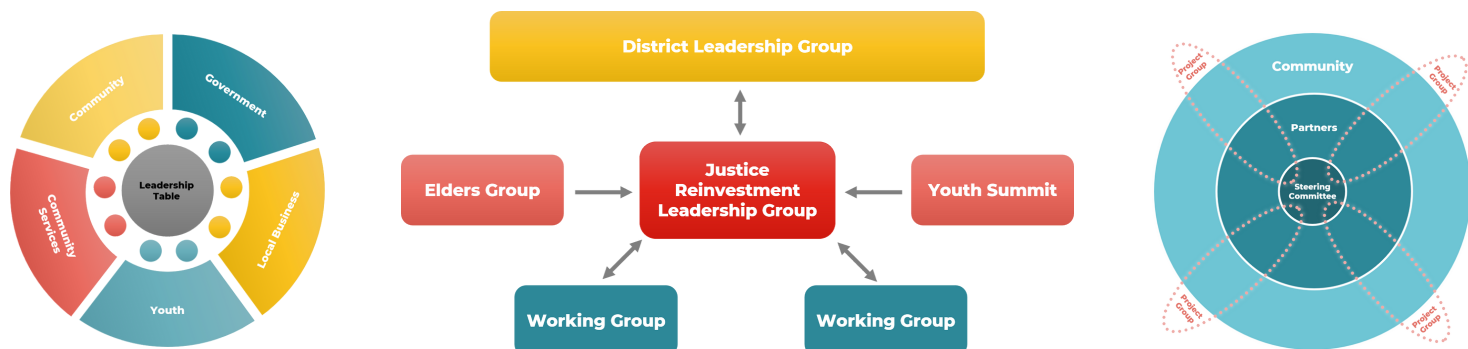 Community
Government
Leadership
Table
Community
Services
Local Business
Youth
District Leadership Group
Elders Group
Justice
Reinvestment
Leadership Group
Youth Summit
Working Group
Working Group
Project
Group
Community
Project
Group
Partners
Steering
Committee
Project
Group
Project
Group